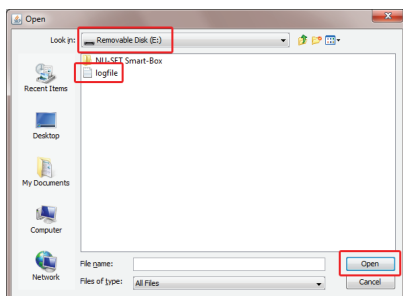 Open
Look in: Removable Disk (E:)
NU-SET Smart-Box
logfile
Recent Items
Desktop
My Documents
Computer
Network
File name:
Open
Files of type: All Files
Cancel